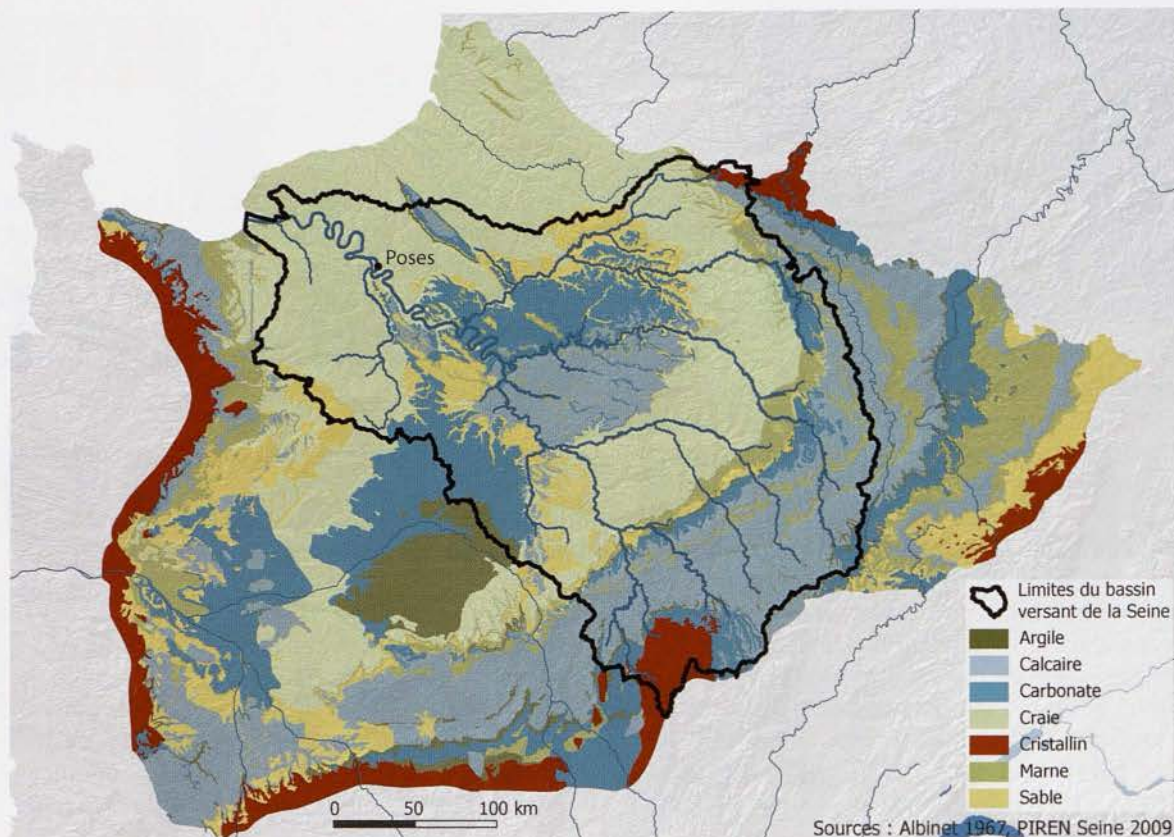 Poses
Limites du bassin
versant de la Seine
Argile
Calcaire
Carbonate
Craie
Cristallin
Marne
Sable
0 50 100 km
Sources : Albinet 1967, PIREN Seine 2009